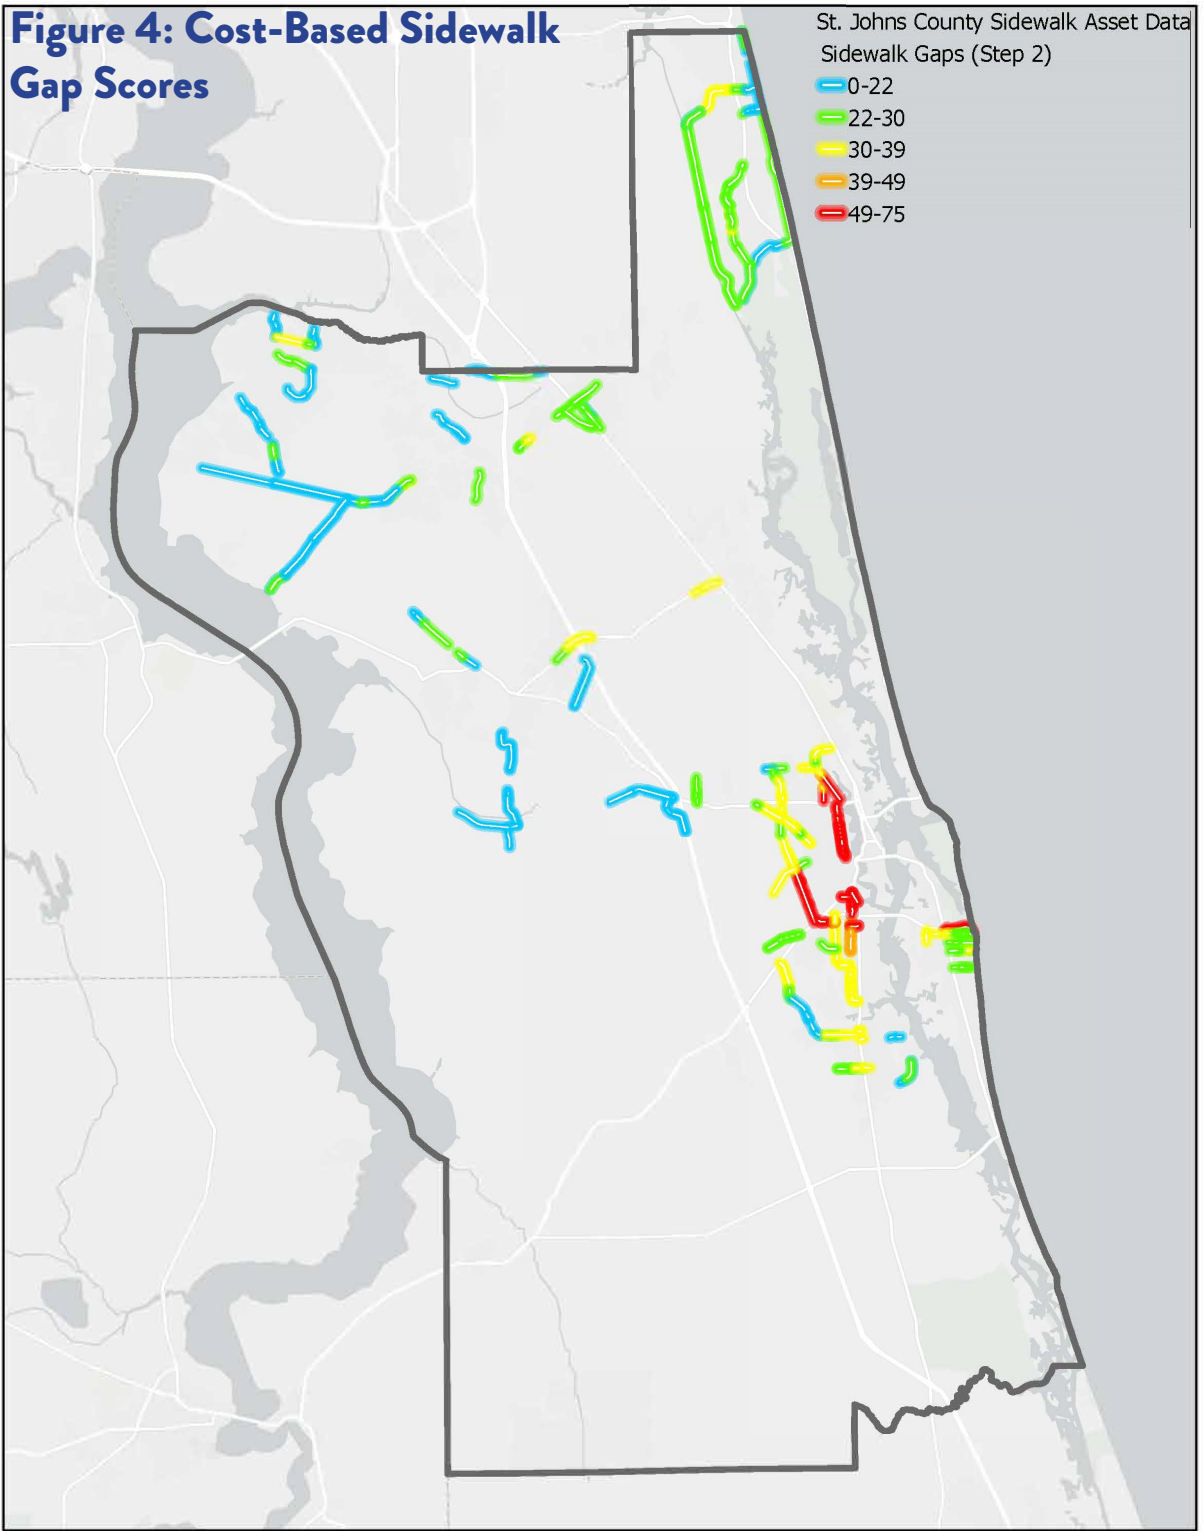 Figure 4: Cost-Based Sidewalk
Gap Scores
St. Johns County Sidewalk Asset Data
Sidewalk Gaps (Step 2)
0-22
22-30
30-39
39-49
49-75